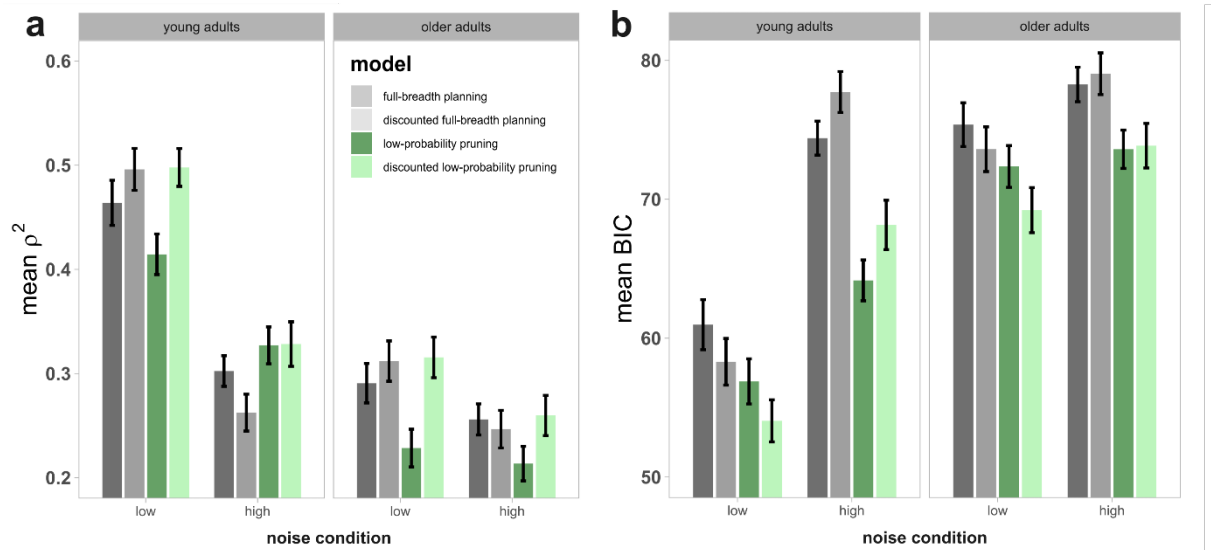 a
young adults
older adults
0.6
0.5
0.4
0.3
0.2
mean ρ²
model
full-breadth planning
discounted full-breadth planning
low-probability pruning
discounted low-probability pruning
low
high
low
high
noise condition
b
young adults
older adults
80
70
60
50
mean BIC
low
high
low
high
noise condition